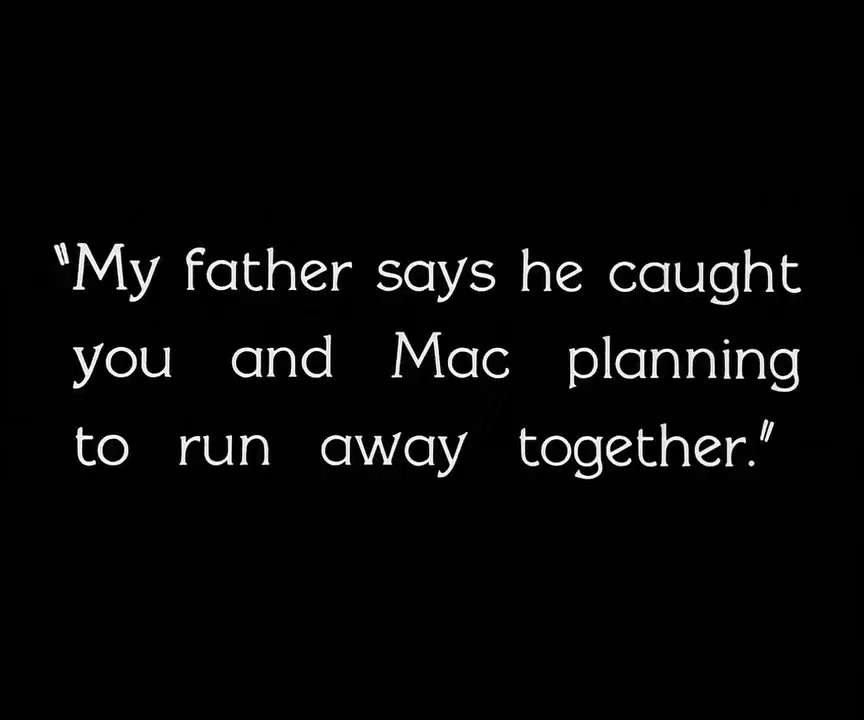 "My father says he caught
you and Mac planning
to run away together."